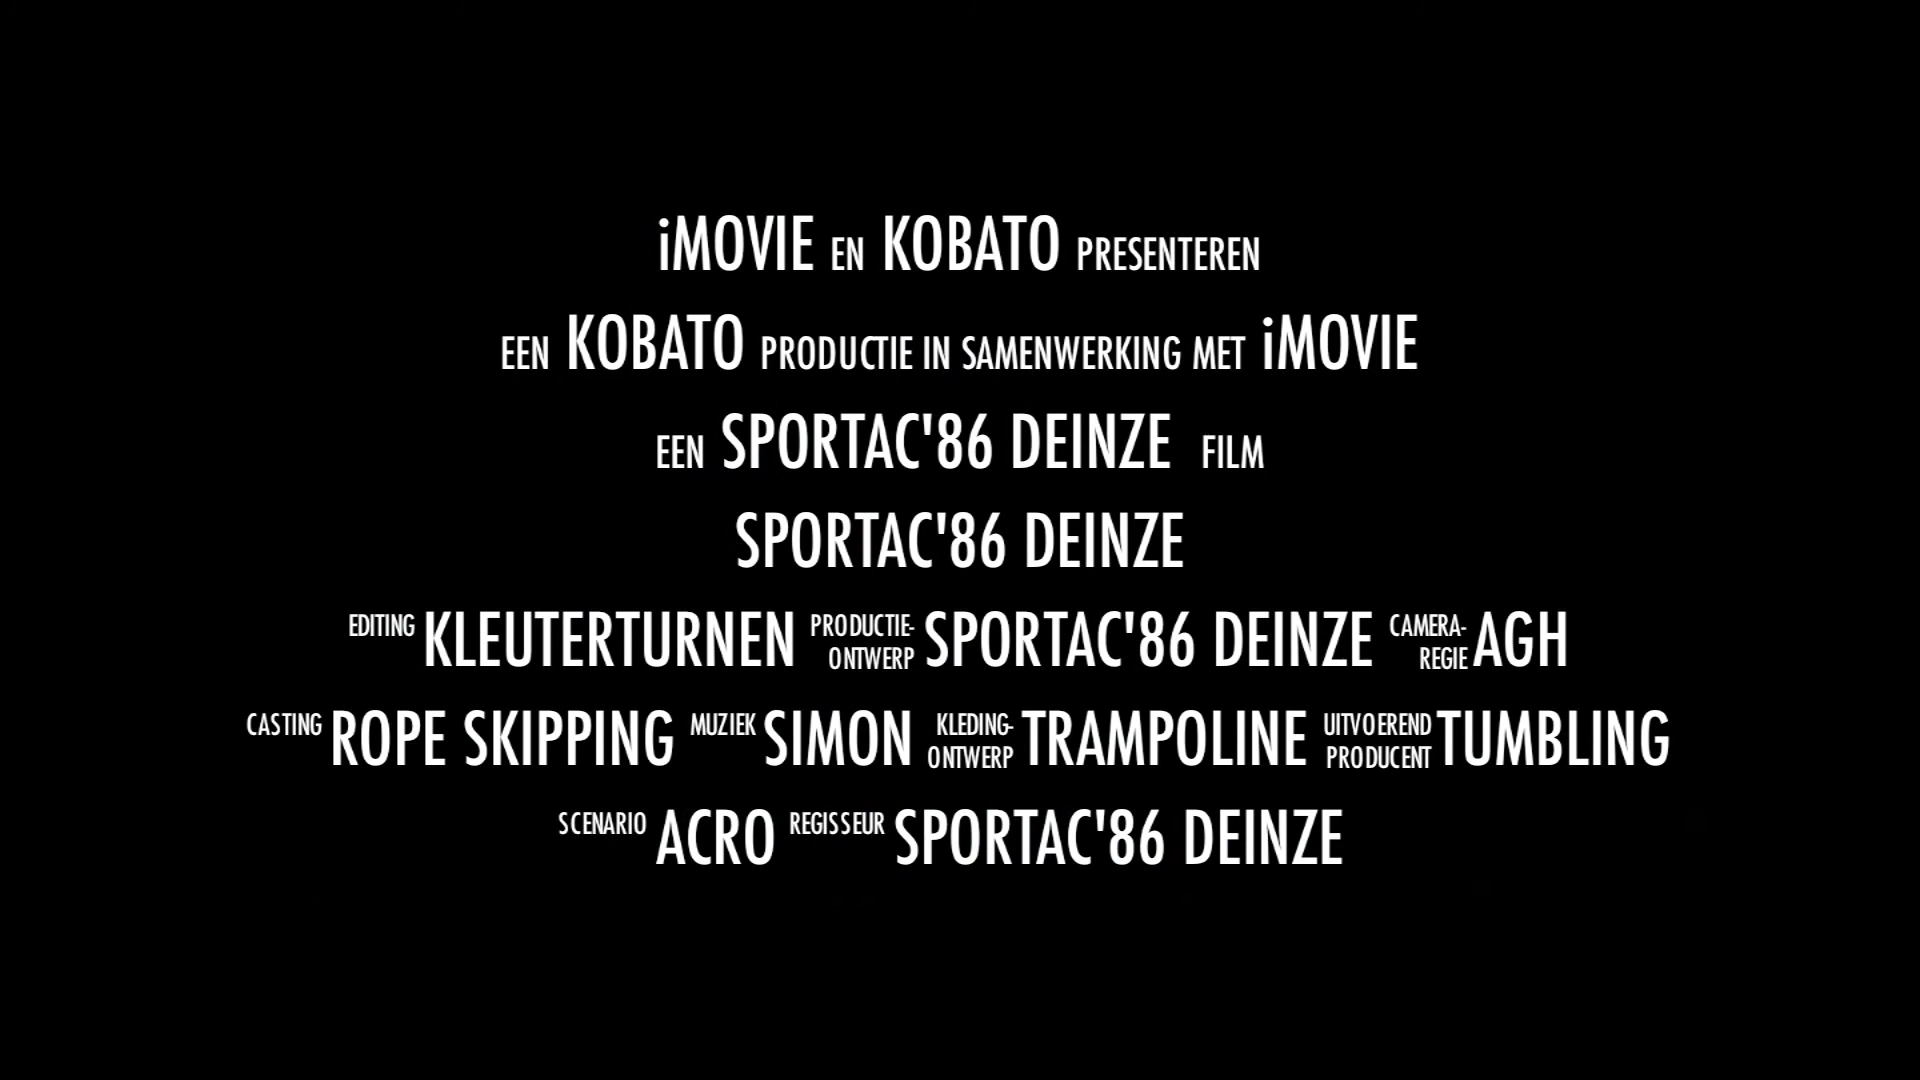 iMOVIE EN KOBATO PRESENTEREN
EEN KOBATO PRODUCTIE IN SAMENWERKING MET iMOVIE
EEN SPORTAC'86 DEINZE FILM
SPORTAC'86 DEINZE
EDITING KLEUTERTURNEN PRODUCTIE-ONTWERP SPORTAC'86 DEINZE CAMERA-REGIE AGH
CASTING ROPE SKIPPING MUZIEK SIMON KLEDING-ONTWERP TRAMPOLINE UITVOEREND PRODUCENT TUMBLING
SCENARIO ACRO REGISSEUR SPORTAC'86 DEINZE